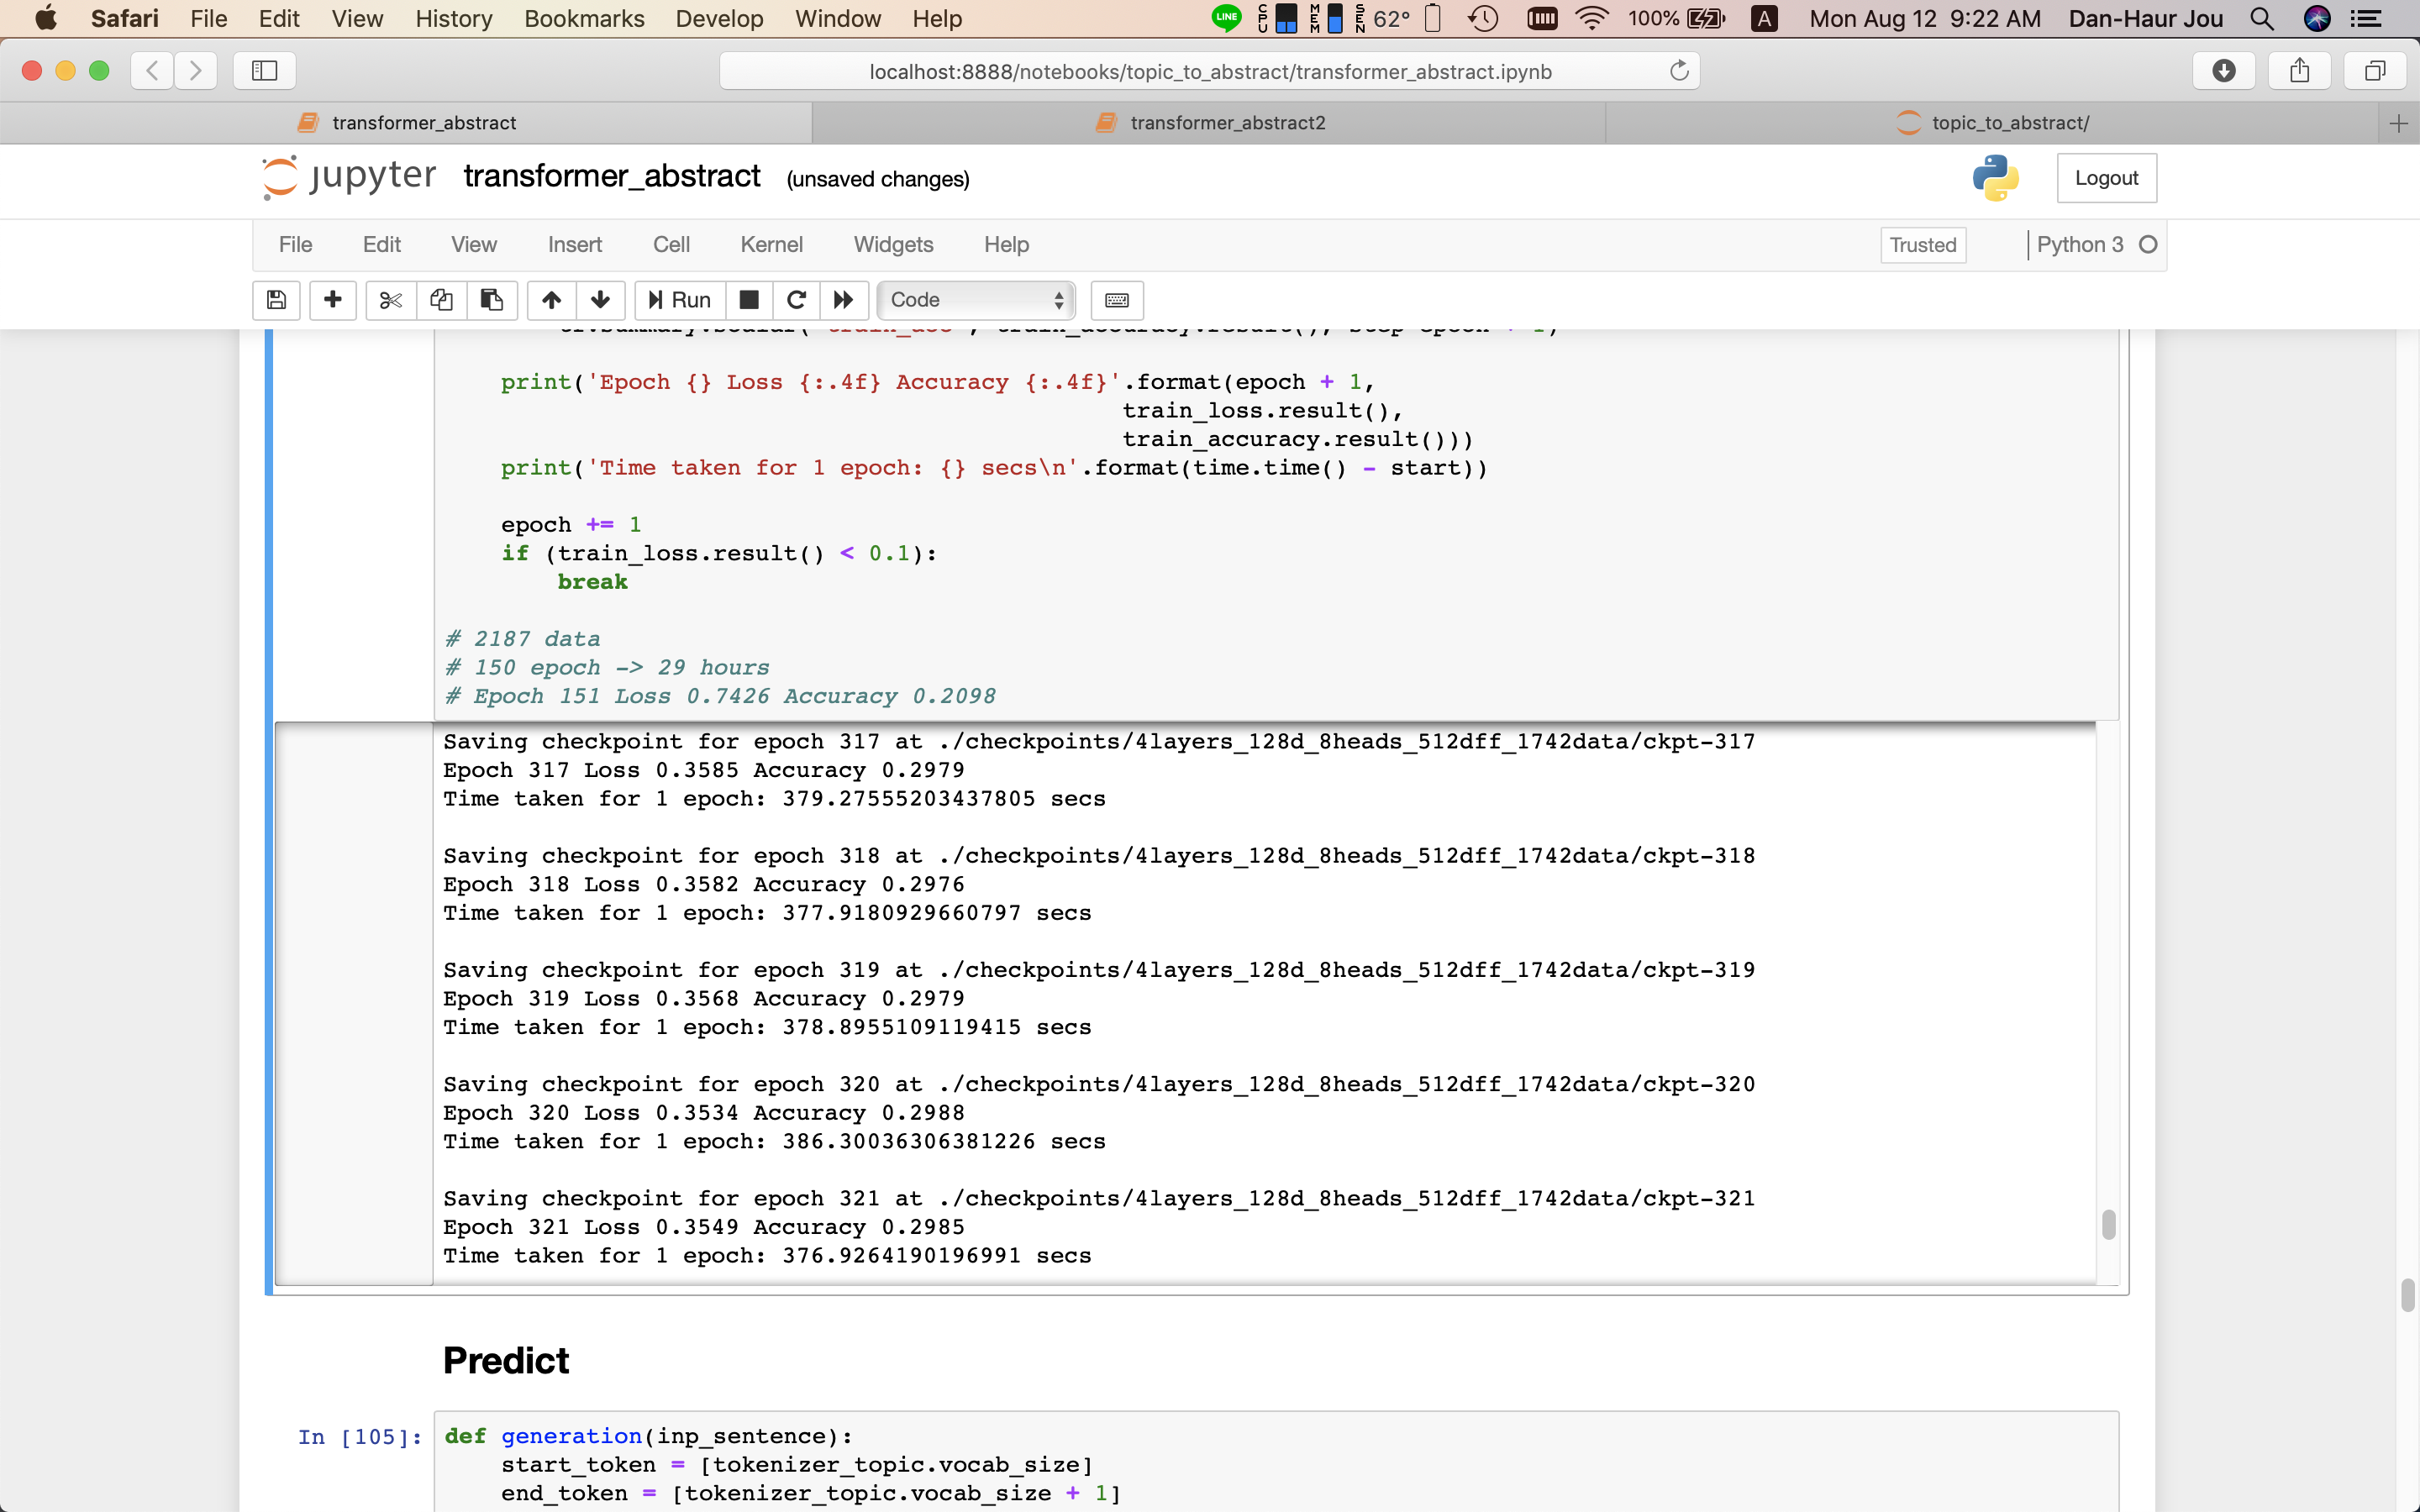 Safari File Edit View History Bookmarks Develop Window Help LINE CPU MEM SEN 62° 100% A Mon Aug 12 9:22 AM Dan-Haur Jou
localhost:8888/notebooks/topic_to_abstract/transformer_abstract.ipynb
transformer_abstract transformer_abstract2 topic_to_abstract/
jupyter transformer_abstract (unsaved changes) Logout
File Edit View Insert Cell Kernel Widgets Help Trusted Python 3
Run Code
print('Epoch {} Loss {:.4f} Accuracy {:.4f}'.format(epoch + 1,
train_loss.result(),
train_accuracy.result()))
print('Time taken for 1 epoch: {} secs\n'.format(time.time() - start))
epoch += 1
if (train_loss.result() < 0.1):
break
# 2187 data
# 150 epoch -> 29 hours
# Epoch 151 Loss 0.7426 Accuracy 0.2098
Saving checkpoint for epoch 317 at ./checkpoints/4layers_128d_8heads_512dff_1742data/ckpt-317
Epoch 317 Loss 0.3585 Accuracy 0.2979
Time taken for 1 epoch: 379.27555203437805 secs
Saving checkpoint for epoch 318 at ./checkpoints/4layers_128d_8heads_512dff_1742data/ckpt-318
Epoch 318 Loss 0.3582 Accuracy 0.2976
Time taken for 1 epoch: 377.9180929660797 secs
Saving checkpoint for epoch 319 at ./checkpoints/4layers_128d_8heads_512dff_1742data/ckpt-319
Epoch 319 Loss 0.3568 Accuracy 0.2979
Time taken for 1 epoch: 378.8955109119415 secs
Saving checkpoint for epoch 320 at ./checkpoints/4layers_128d_8heads_512dff_1742data/ckpt-320
Epoch 320 Loss 0.3534 Accuracy 0.2988
Time taken for 1 epoch: 386.30036306381226 secs
Saving checkpoint for epoch 321 at ./checkpoints/4layers_128d_8heads_512dff_1742data/ckpt-321
Epoch 321 Loss 0.3549 Accuracy 0.2985
Time taken for 1 epoch: 376.9264190196991 secs
Predict
In [105]: def generation(inp_sentence):
start_token = [tokenizer_topic.vocab_size]
end_token = [tokenizer_topic.vocab_size + 1]